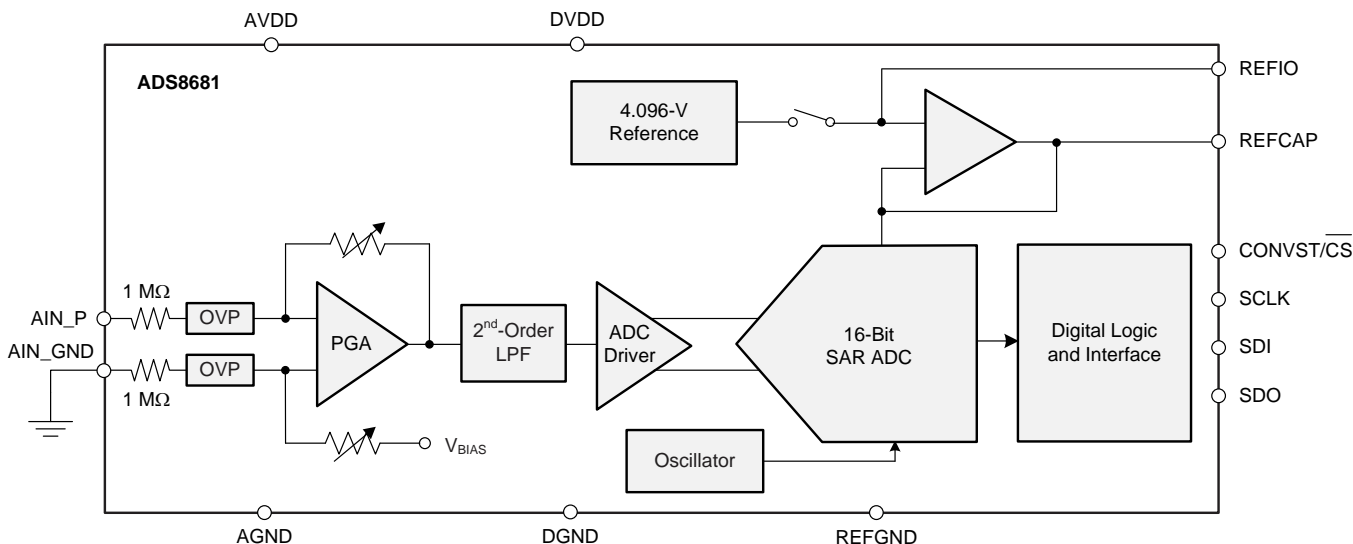 AVDD
DVDD
ADS8681
REFIO
4.096-V
Reference
REFCAP
CONVST/CS
1 MΩ
OVP
AIN_P
SCLK
AIN_GND
PGA
2nd-Order
LPF
ADC
Driver
16-Bit
SAR ADC
Digital Logic
and Interface
SDI
OVP
1 MΩ
SDO
VBIAS
Oscillator
AGND
DGND
REFGND